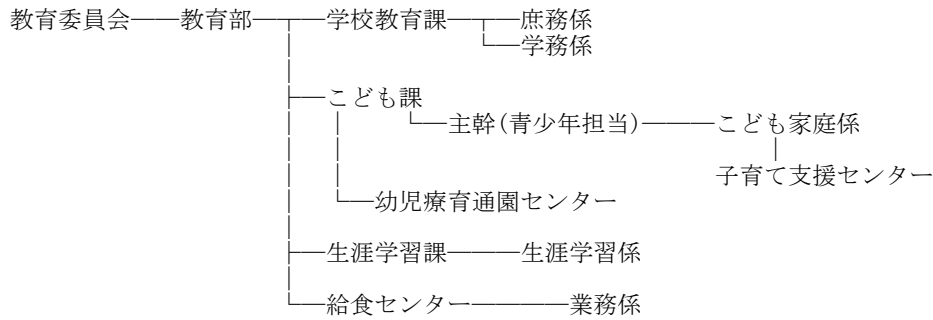 教育委員会 教育部 学校教育課 庶務係
学務係
こども課
主幹(青少年担当) こども家庭係
子育て支援センター
幼児療育通園センター
生涯学習課 生涯学習係
給食センター 業務係